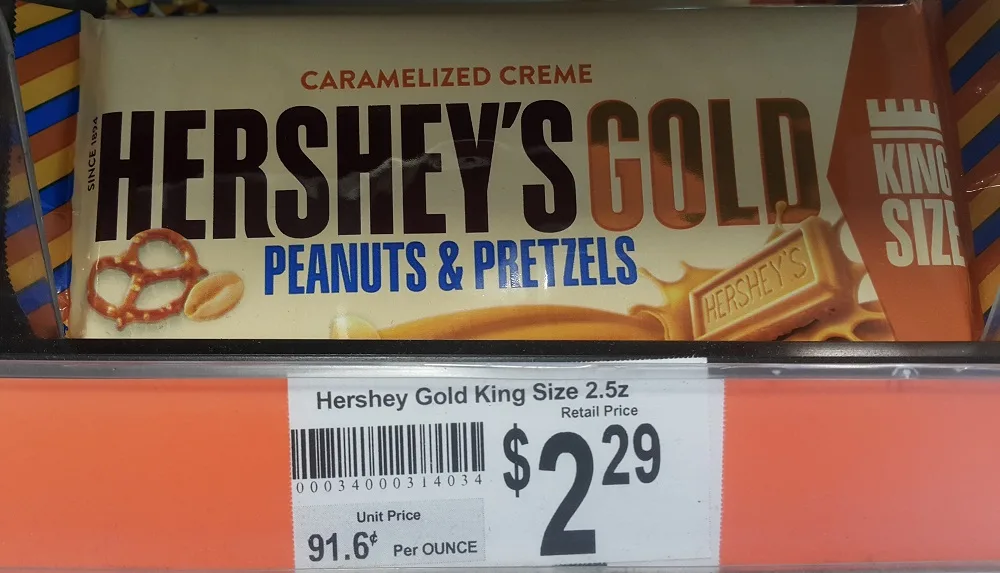 CARAMELIZED CREME
SINCE 1894
HERSHEY'S GOLD
PEANUTS & PRETZELS
KING
SIZE
HERSHEY'S
Hershey Gold King Size 2.5z
Retail Price
$2 29
00034000314034
Unit Price
91.6¢ Per OUNCE